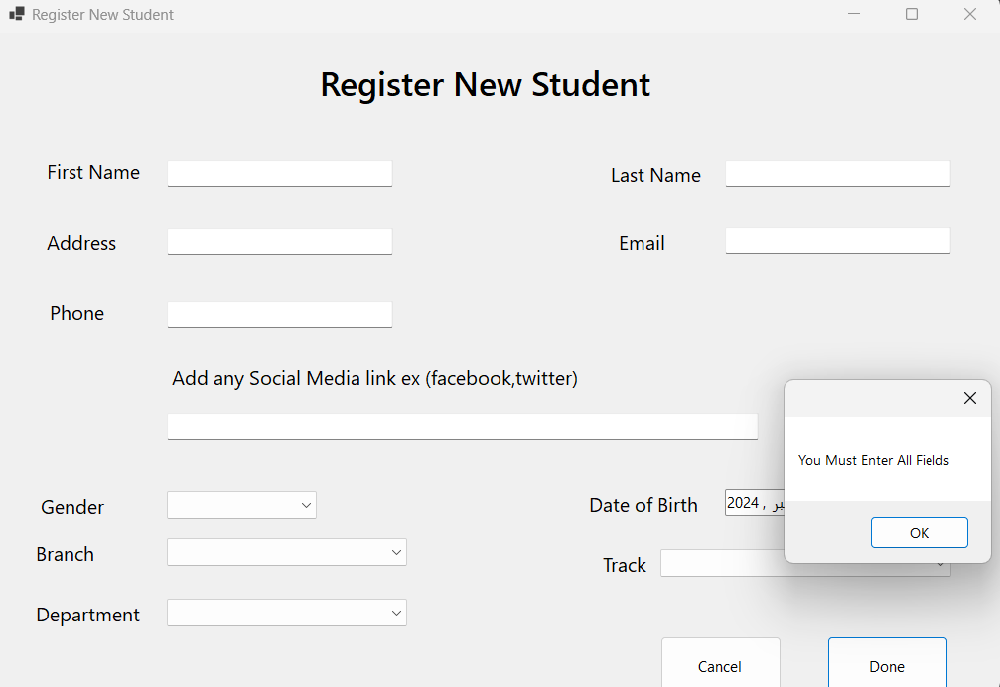 Register New Student
Register New Student
First Name
Last Name
Address
Email
Phone
Add any Social Media link ex (facebook,twitter)
You Must Enter All Fields
OK
Gender
Date of Birth
2024 ,
Branch
Track
Department
Cancel
Done